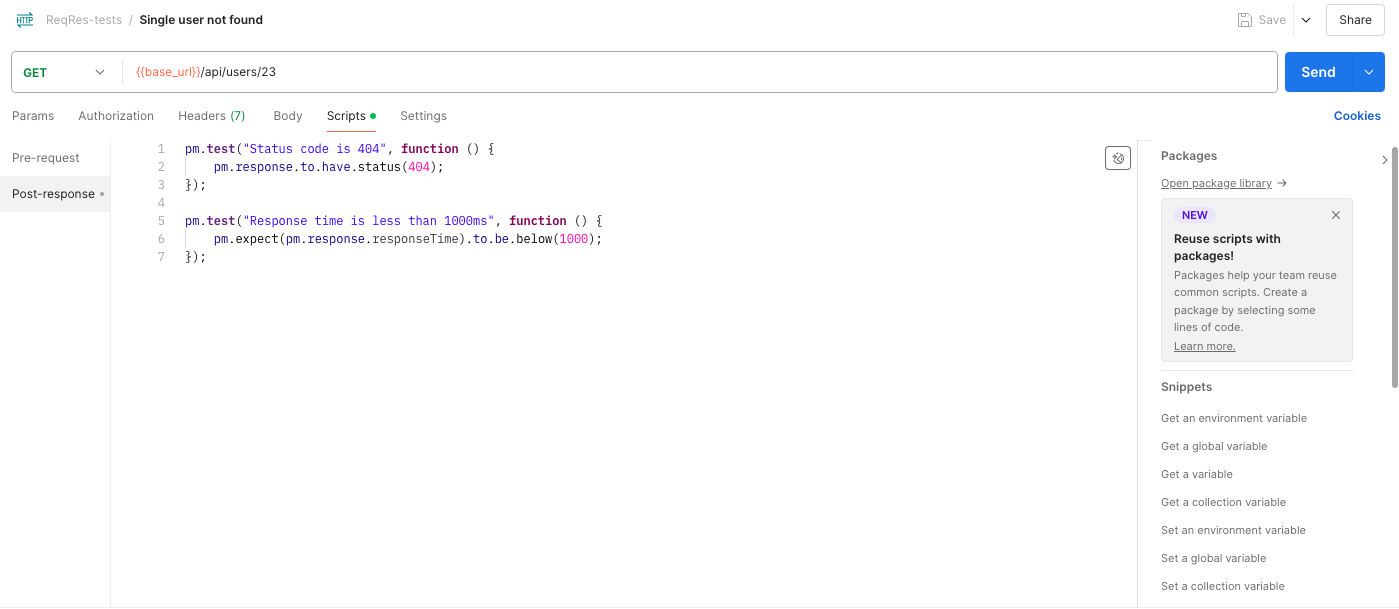 HTTP ReqRes-tests / Single user not found Save Share
GET {{base_url}}/api/users/23 Send
Params Authorization Headers (7) Body Scripts Settings Cookies
Pre-request
Post-response
1 pm.test("Status code is 404", function () {
2 pm.response.to.have.status(404);
3 });
4
5 pm.test("Response time is less than 1000ms", function () {
6 pm.expect(pm.response.responseTime).to.be.below(1000);
7 });
Packages
Open package library →
NEW
Reuse scripts with
packages!
Packages help your team reuse
common scripts. Create a
package by selecting some
lines of code.
Learn more.
Snippets
Get an environment variable
Get a global variable
Get a variable
Get a collection variable
Set an environment variable
Set a global variable
Set a collection variable